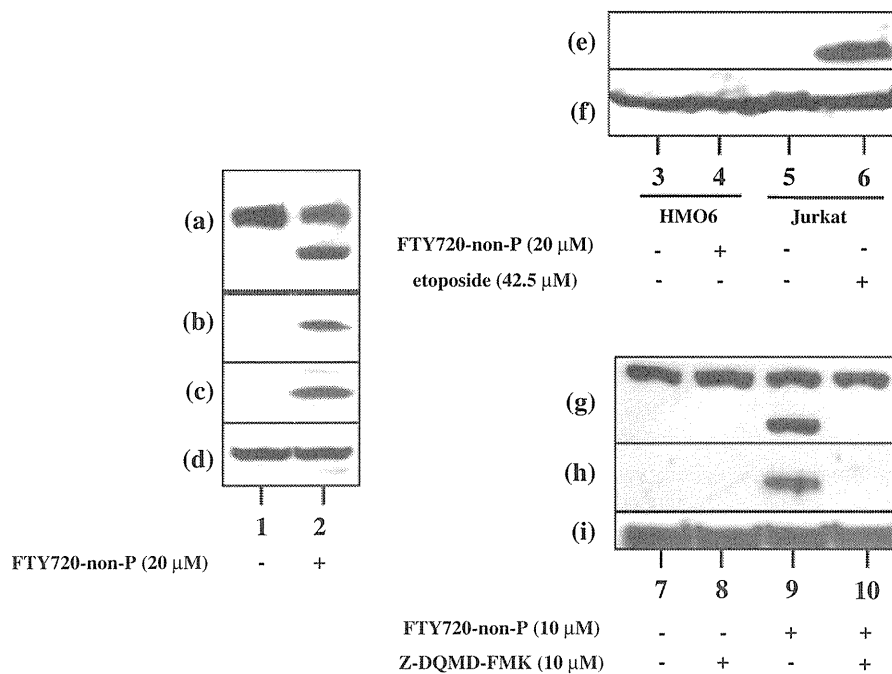 (a)
(b)
(c)
(d)
1 2
FTY720-non-P (20 μM) - +
(e)
(f)
3 4 5 6
HMO6 Jurkat
FTY720-non-P (20 μM) - + - -
etoposide (42.5 μM) - - - +
(g)
(h)
(i)
7 8 9 10
FTY720-non-P (10 μM) - - + +
Z-DQMD-FMK (10 μM) - + - +